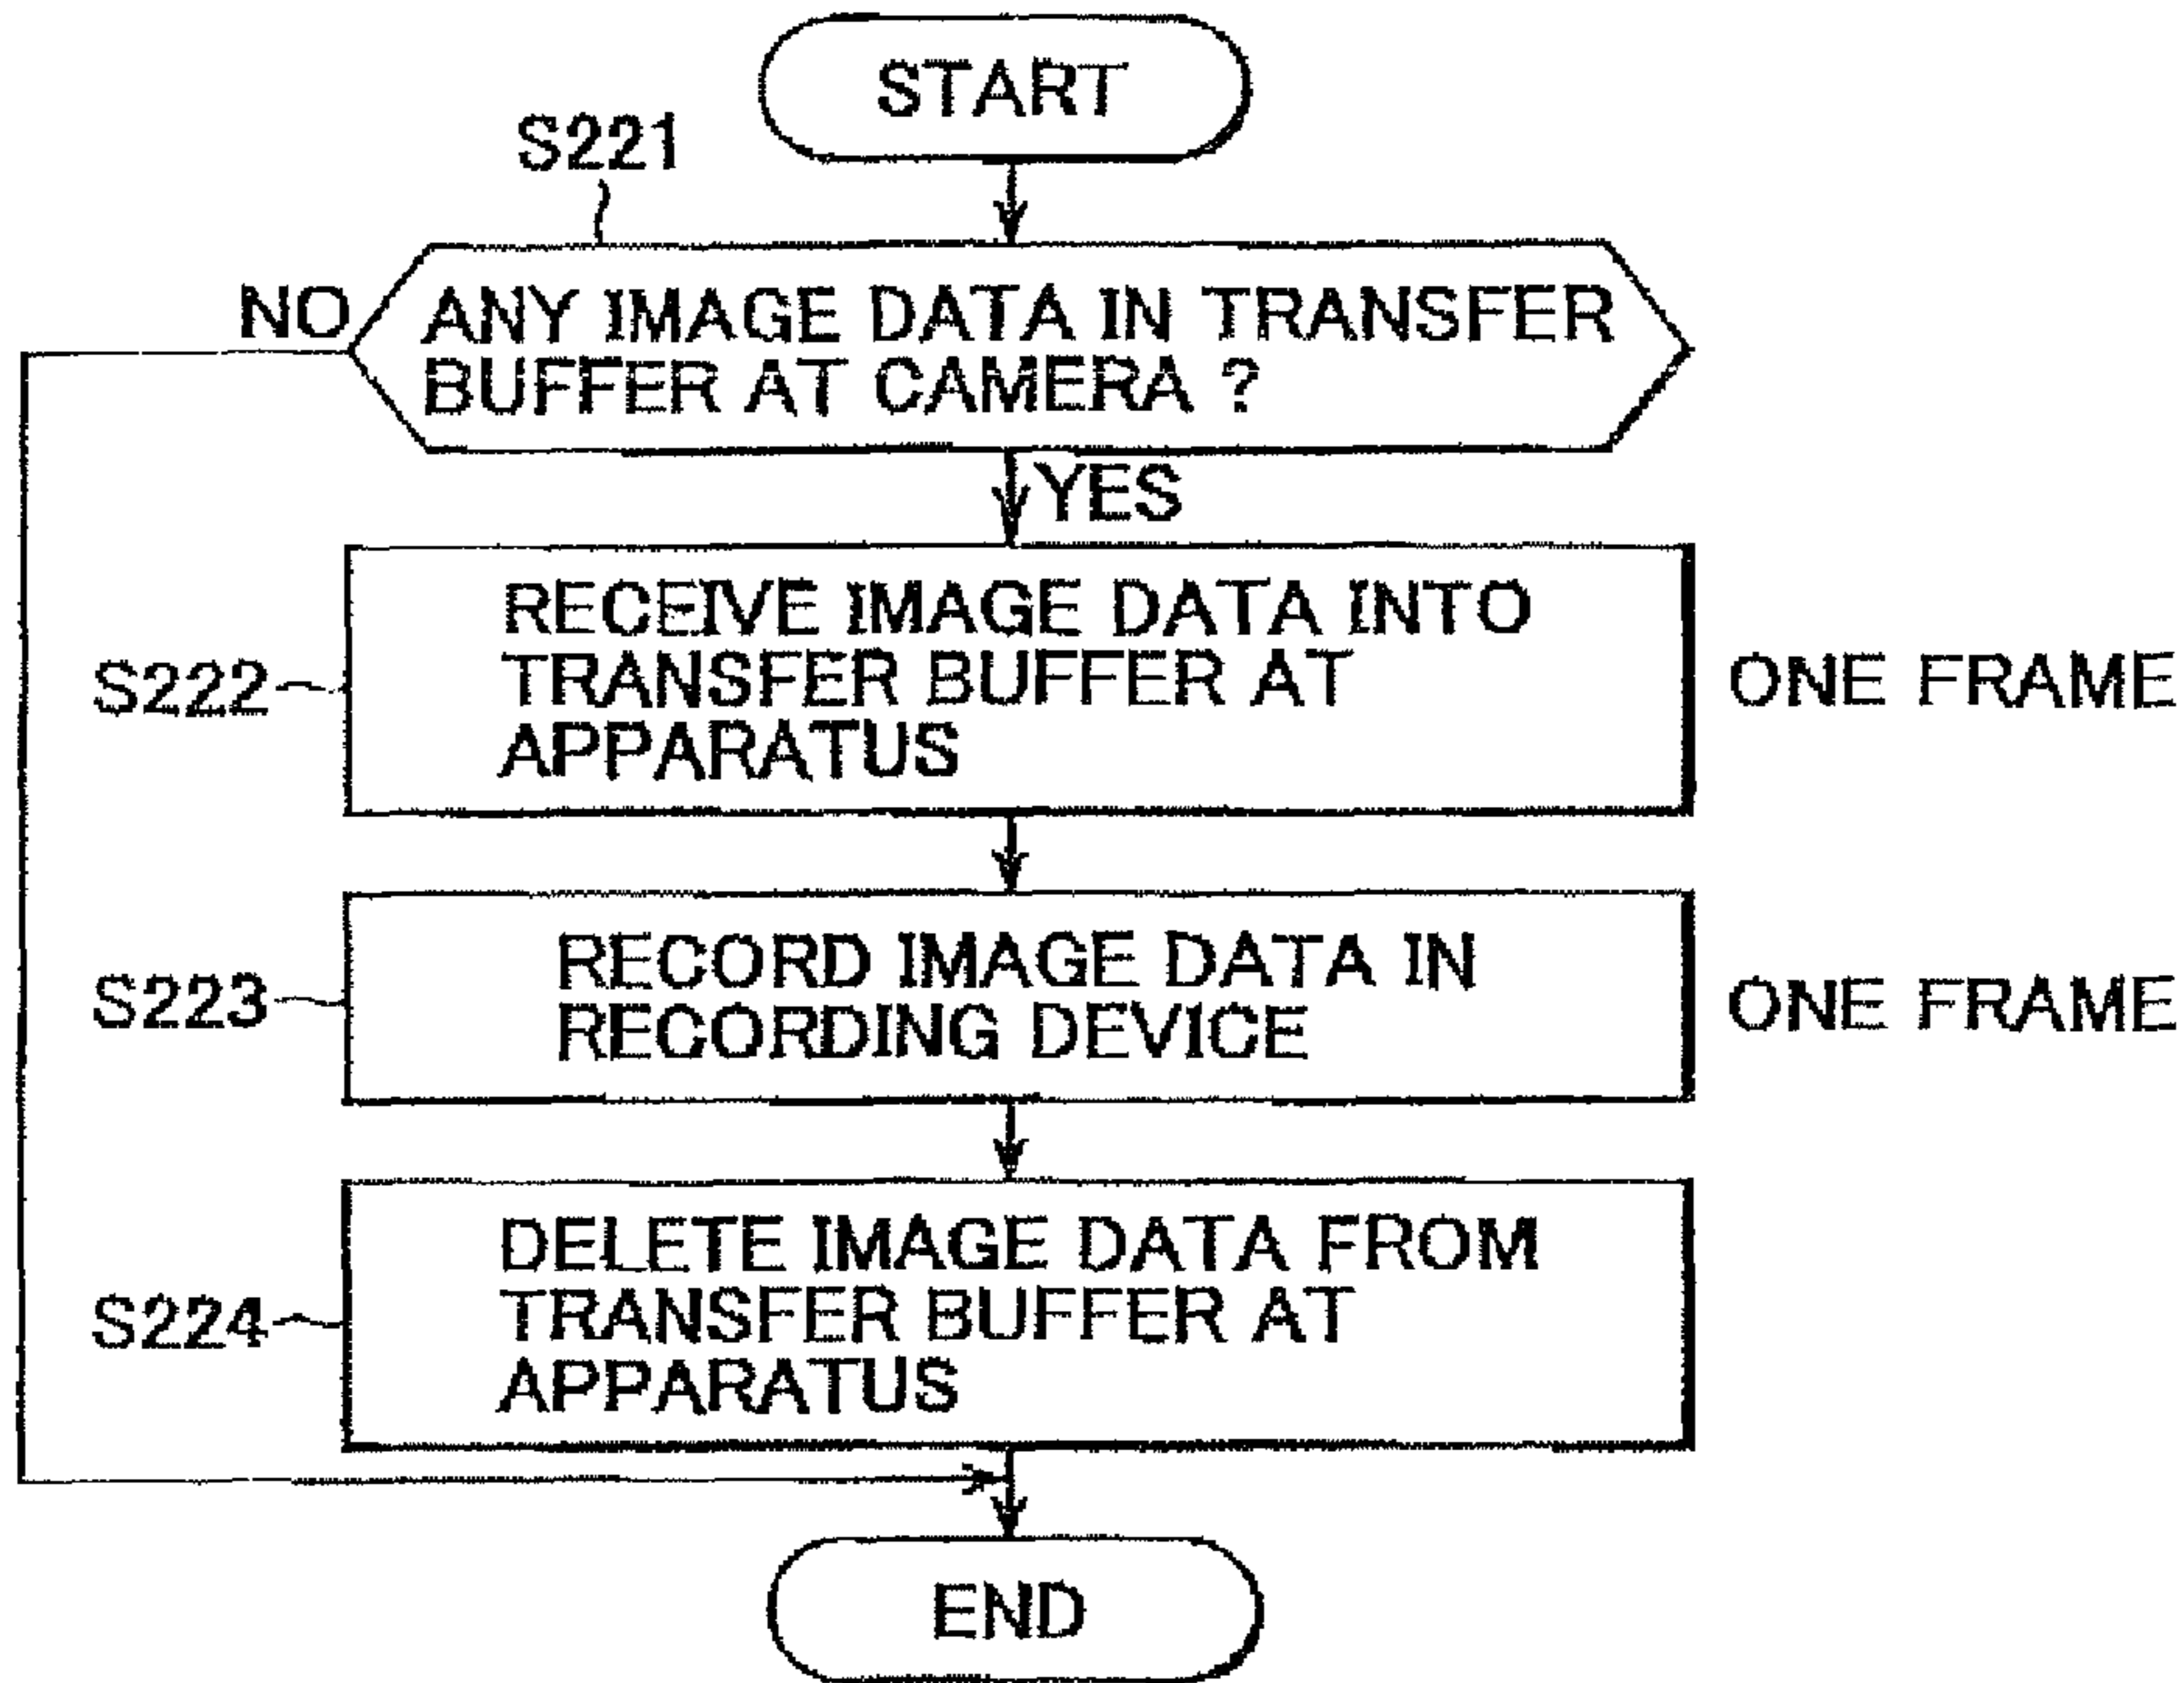 START
S221
NO
ANY IMAGE DATA IN TRANSFER
BUFFER AT CAMERA ?
YES
RECEIVE IMAGE DATA INTO
TRANSFER BUFFER AT
APPARATUS
S222
ONE FRAME
RECORD IMAGE DATA IN
RECORDING DEVICE
S223
ONE FRAME
DELETE IMAGE DATA FROM
TRANSFER BUFFER AT
APPARATUS
S224
END